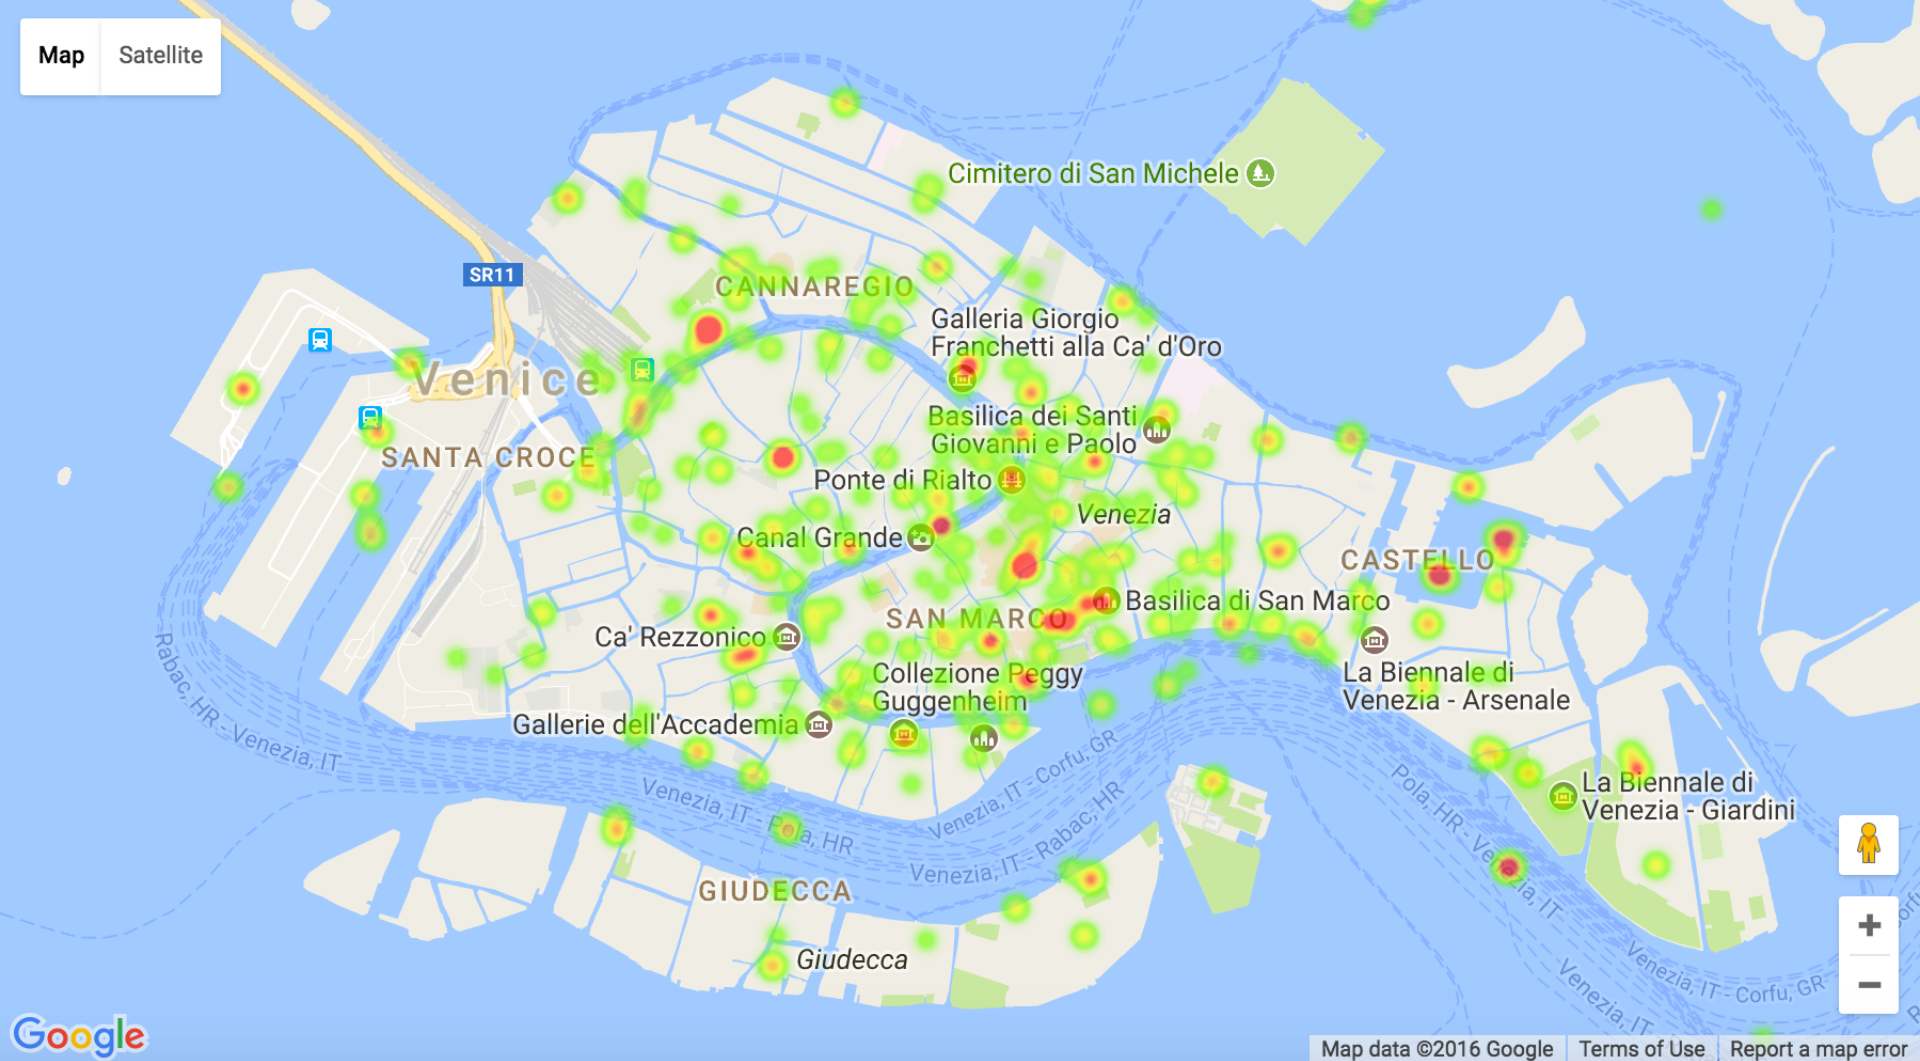 Map
Satellite
Cimitero di San Michele
SR11
CANNAREGIO
Galleria Giorgio
Franchetti alla Ca' d'Oro
Venice
Basilica dei Santi
Giovanni e Paolo
SANTA CROCE
Ponte di Rialto
Venezia
Canal Grande
CASTELLO
Basilica di San Marco
SAN MARCO
Ca' Rezzonico
Rabac, HR - Venezia, IT
Collezione Peggy
Guggenheim
La Biennale di
Venezia - Arsenale
Gallerie dell'Accademia
Venezia, IT - Corfu, GR
Venezia, IT - Pola, HR
Venezia, IT - Rabac, HR
Pola, HR - Venezia, IT
La Biennale di
Venezia - Giardini
GIUDECCA
Giudecca
Venezia, IT - Corfu, GR
Venezia, IT
Google
Map data ©2016 Google
Terms of Use
Report a map error